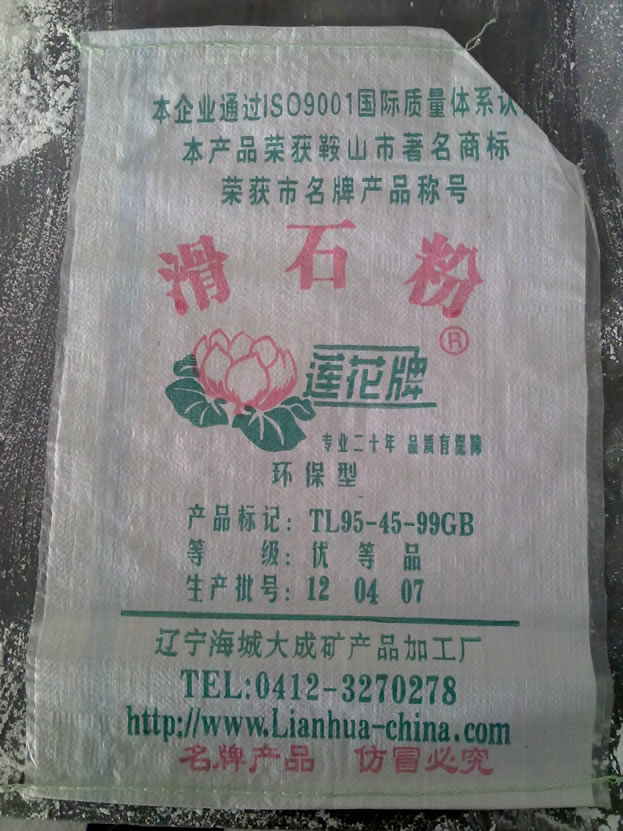 本企业通过ISO9001国际质量体系认
本产品荣获鞍山市著名商标
荣获市名牌产品称号
滑石粉
®
莲花牌
专业二十年 品质有保障
环保型
产品标记：TL95-45-99GB
等级：优等品
生产批号：12 04 07
辽宁海城大成矿产品加工厂
TEL:0412-3270278
http://www.Lianhua-china.com
名牌产品 仿冒必究